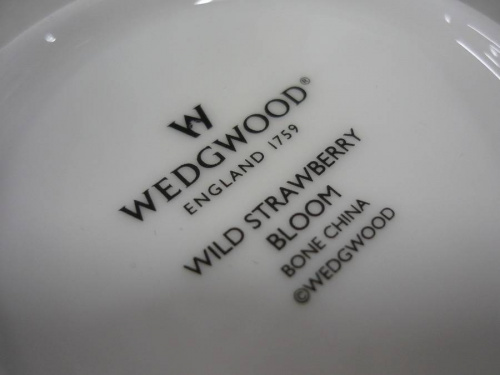 W
WEDGWOOD®
ENGLAND 1759
WILD STRAWBERRY
BLOOM
BONE CHINA
©WEDGWOOD